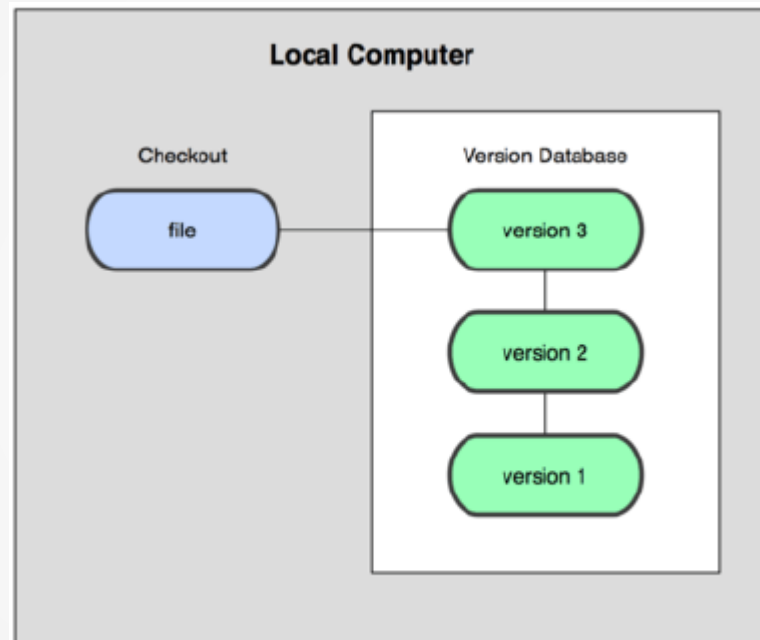 Local Computer
Checkout
Version Database
file
version 3
version 2
version 1